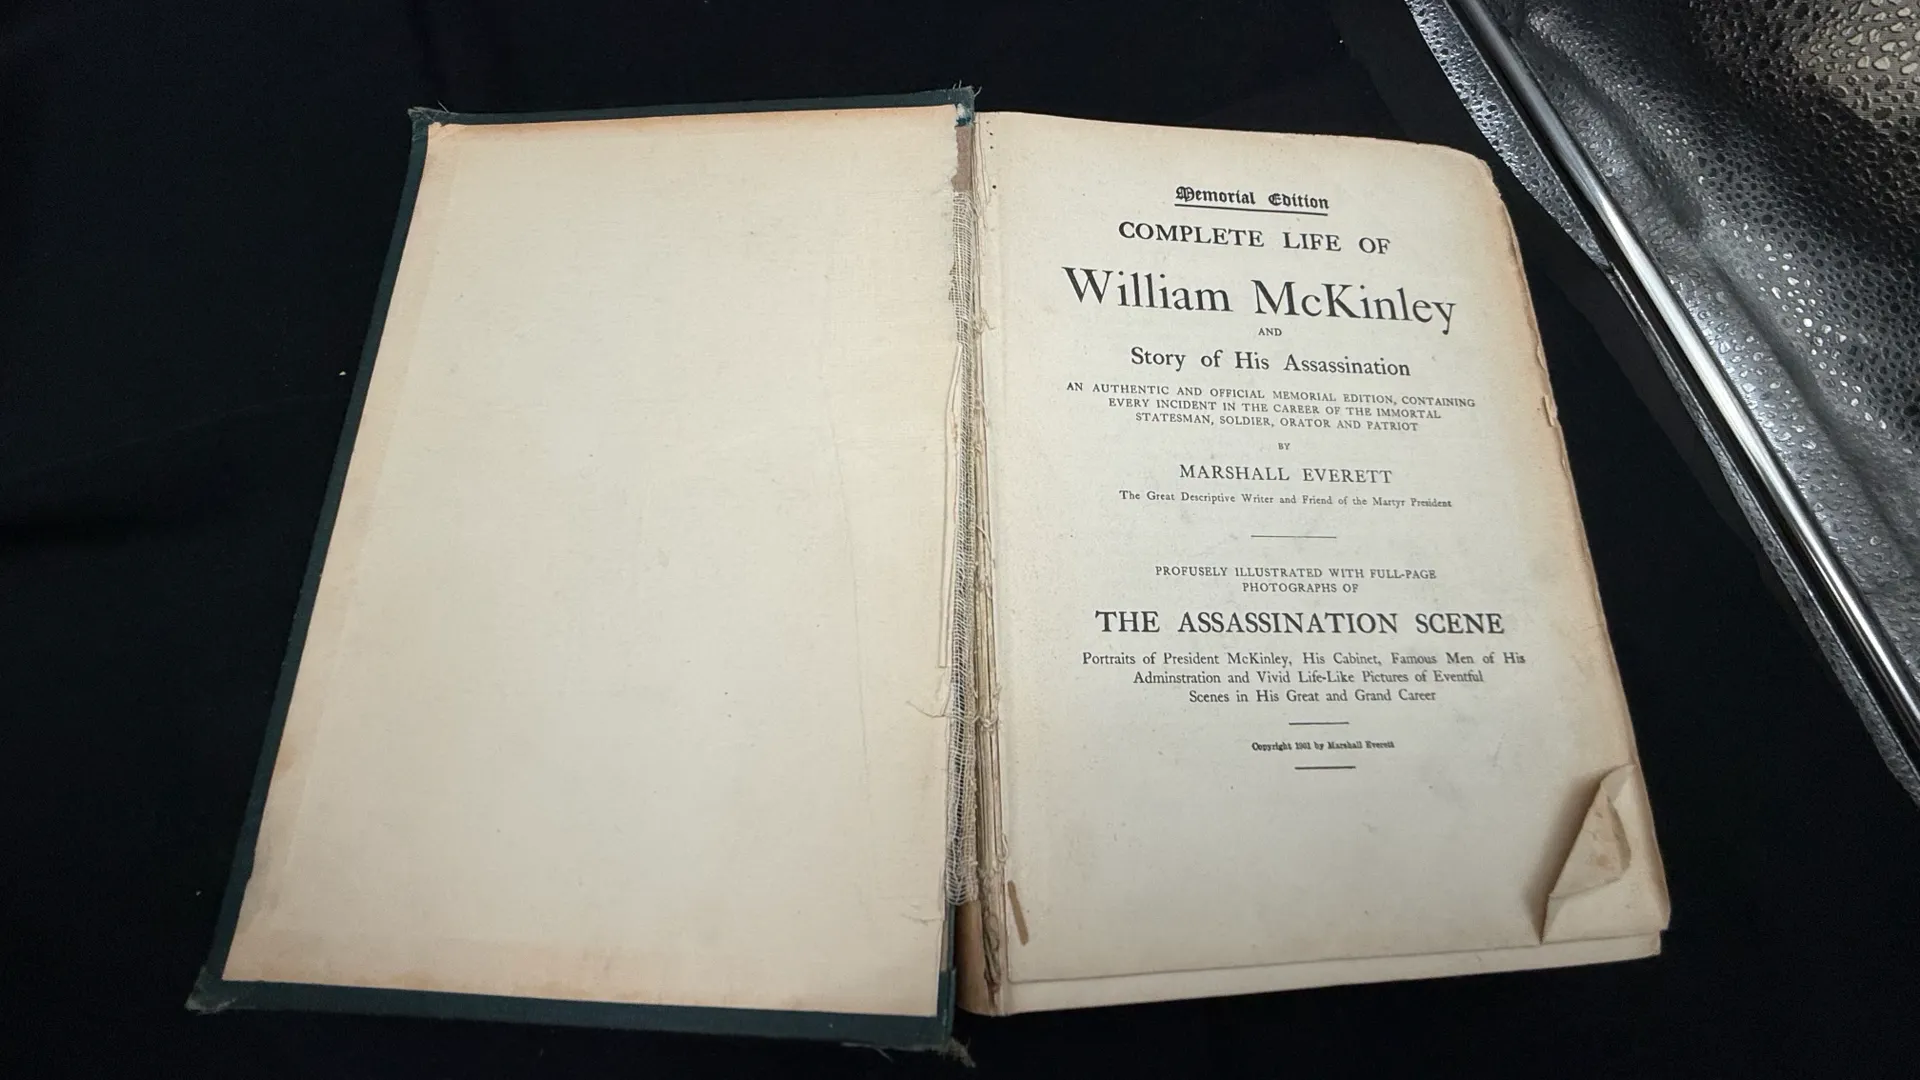 Memorial Edition
COMPLETE LIFE OF
William McKinley
AND
Story of His Assassination
AN AUTHENTIC AND OFFICIAL MEMORIAL EDITION, CONTAINING
EVERY INCIDENT IN THE CAREER OF THE IMMORTAL
STATESMAN, SOLDIER, ORATOR AND PATRIOT
BY
MARSHALL EVERETT
The Great Descriptive Writer and Friend of the Martyr President
PROFUSELY ILLUSTRATED WITH FULL-PAGE
PHOTOGRAPHS OF
THE ASSASSINATION SCENE
Portraits of President McKinley, His Cabinet, Famous Men of His
Adminstration and Vivid Life-Like Pictures of Eventful
Scenes in His Great and Grand Career
Copyright 1901 by Marshall Everett